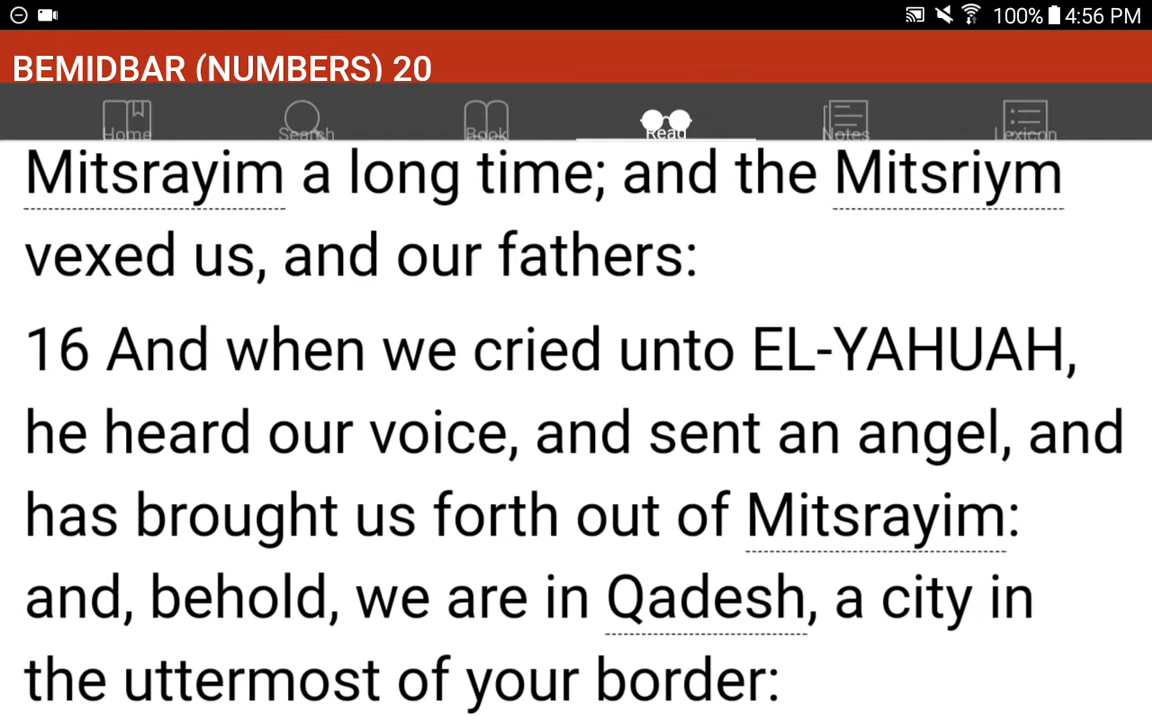 100% 4:56 PM
BEMIDBAR (NUMBERS) 20
Home Search Book Read Notes Lexicon
Mitsrayim a long time; and the Mitsriym
vexed us, and our fathers:
16 And when we cried unto EL-YAHUAH,
he heard our voice, and sent an angel, and
has brought us forth out of Mitsrayim:
and, behold, we are in Qadesh, a city in
the uttermost of your border: